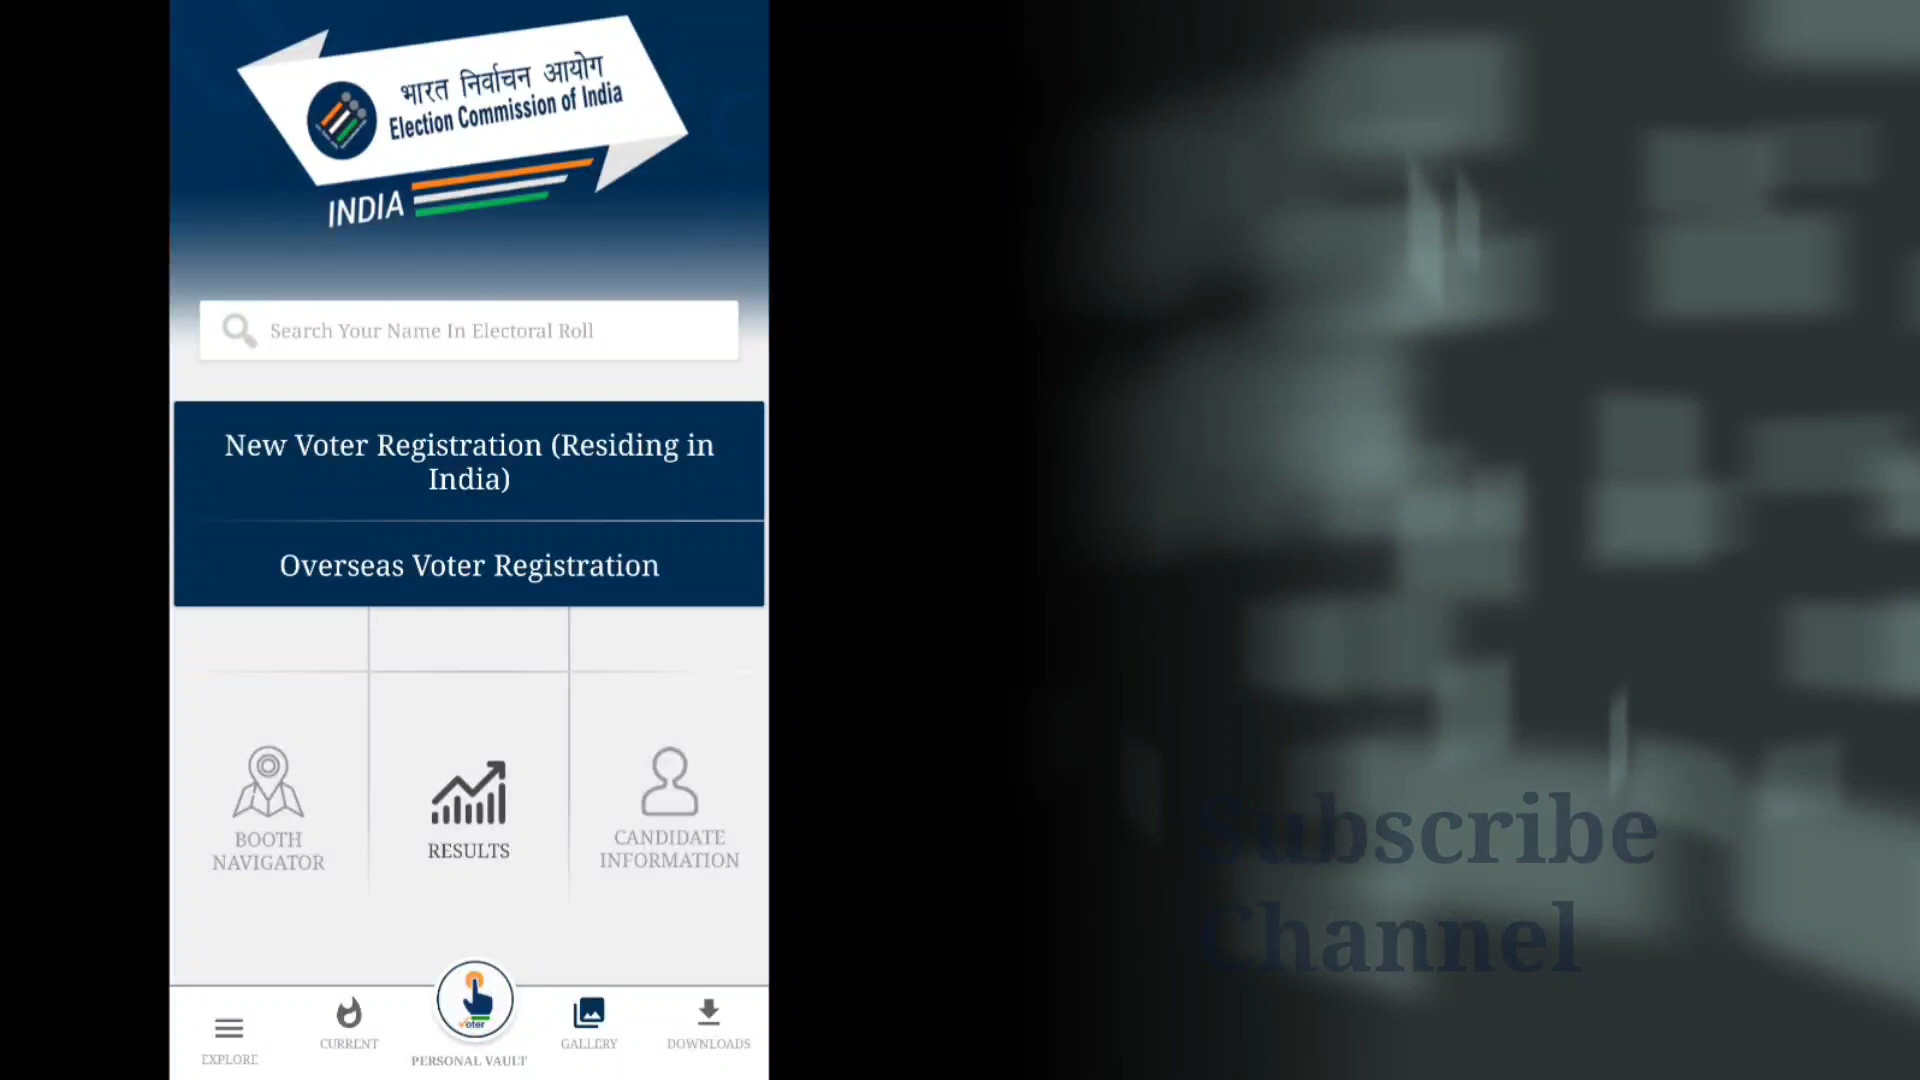 भारत निर्वाचन आयोग
Election Commission of India
INDIA
Search Your Name In Electoral Roll
New Voter Registration (Residing in
India)
Overseas Voter Registration
BOOTH
NAVIGATOR
RESULTS
CANDIDATE
INFORMATION
EXPLORE
CURRENT
Voter
PERSONAL VAULT
GALLERY
DOWNLOADS
Subscribe
Channel